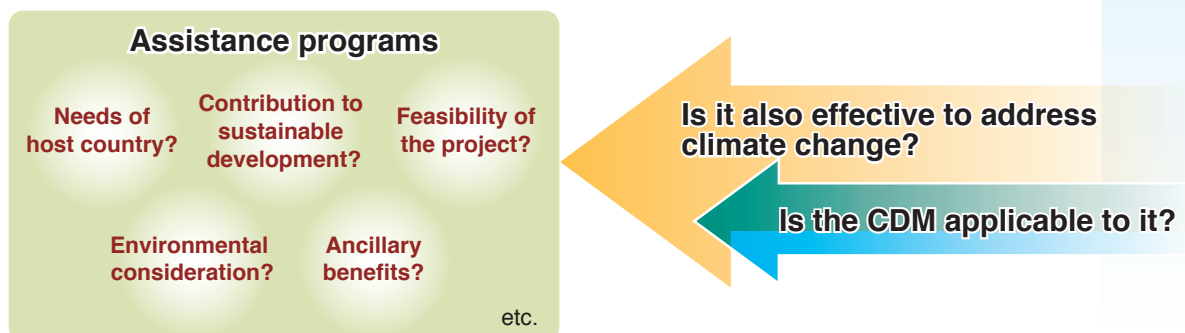 Assistance programs
Needs of
host country?
Contribution to
sustainable
development?
Feasibility of
the project?
Environmental
consideration?
Ancillary
benefits?
etc.
Is it also effective to address
climate change?
Is the CDM applicable to it?